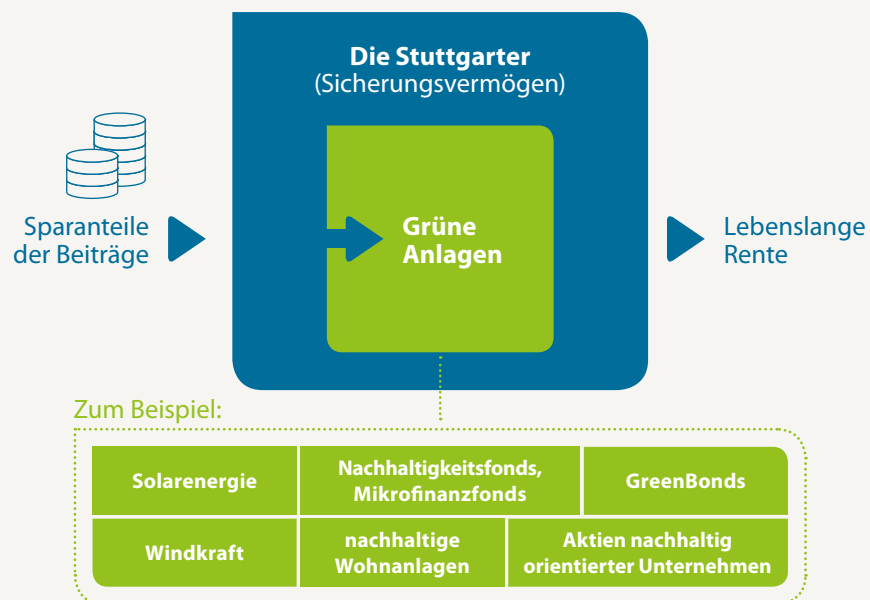 Die Stuttgarter
(Sicherungsvermögen)
Sparanteile
der Beiträge
Grüne
Anlagen
Lebenslange
Rente
Zum Beispiel:
Solarenergie
Nachhaltigkeitsfonds,
Mikrofinanzfonds
GreenBonds
Windkraft
nachhaltige
Wohnanlagen
Aktien nachhaltig
orientierter Unternehmen